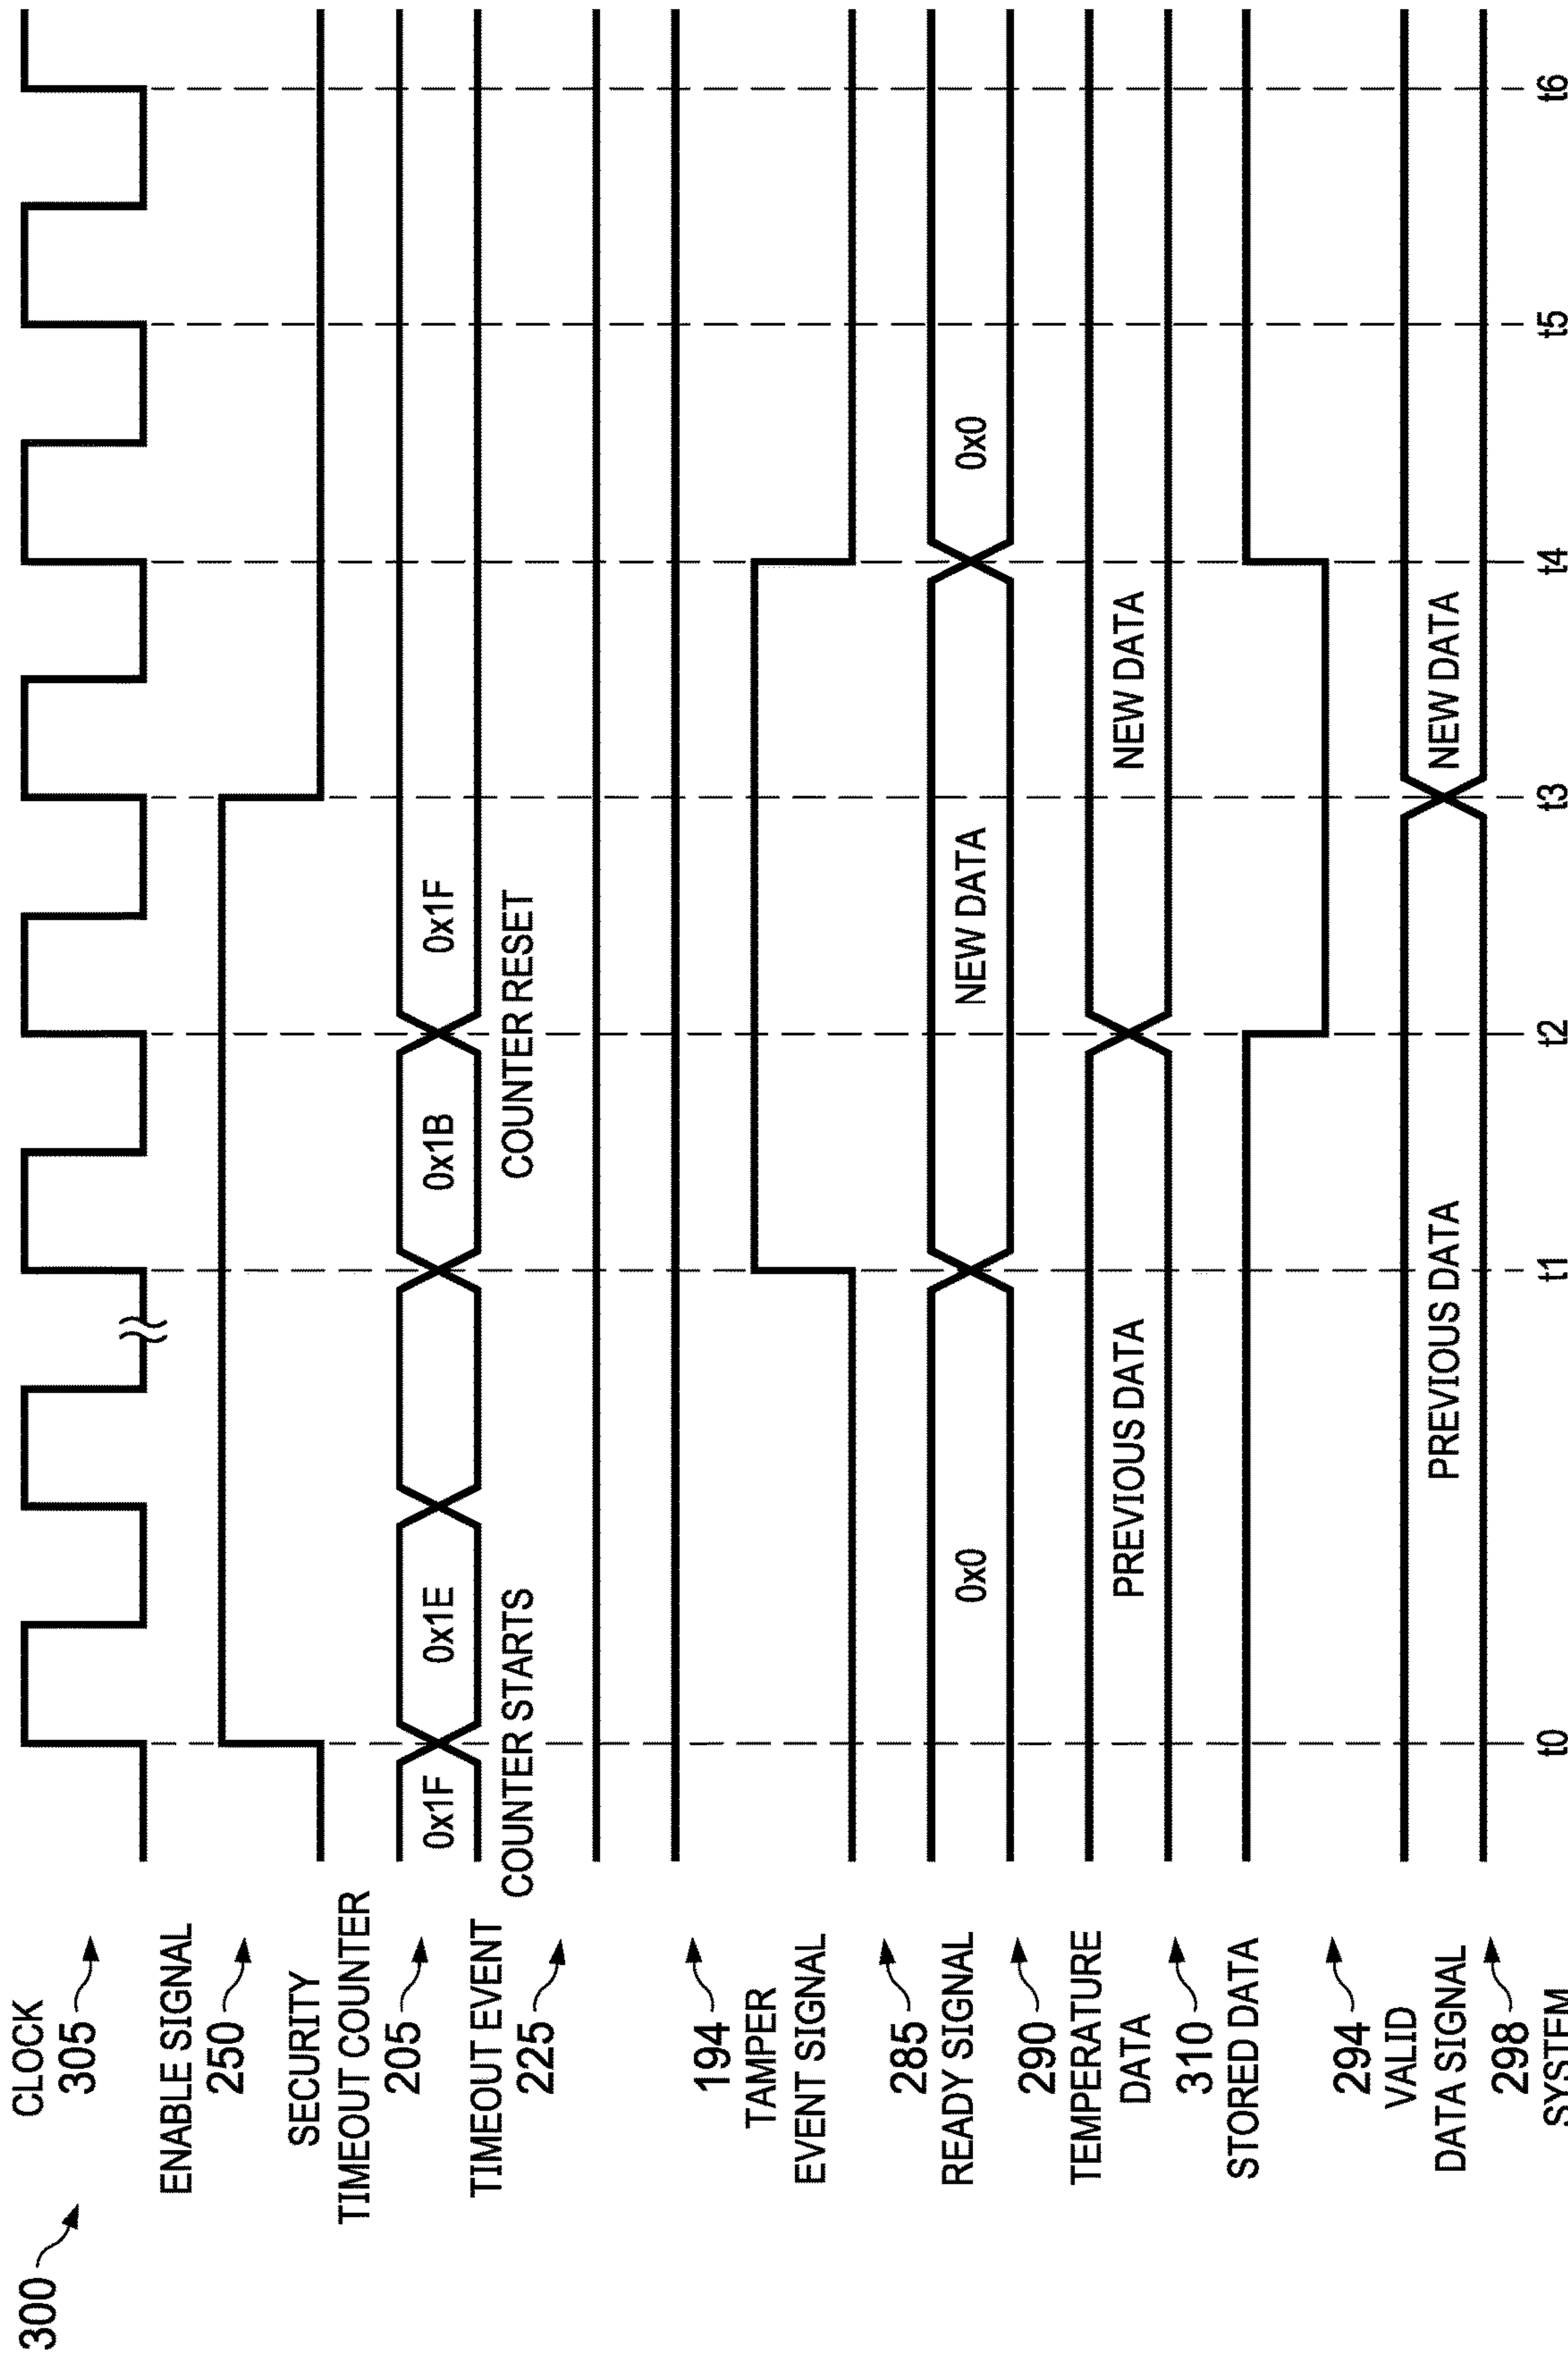 300
CLOCK
305
0x1F
0x1E
0x1B
0x1F
ENABLE SIGNAL
250
SECURITY
TIMEOUT COUNTER
205
COUNTER STARTS
COUNTER RESET
TIMEOUT EVENT
225
194
TAMPER
EVENT SIGNAL
285
READY SIGNAL
290
0x0
NEW DATA
0x0
TEMPERATURE
DATA
310
PREVIOUS DATA
NEW DATA
STORED DATA
294
VALID
DATA SIGNAL
298
PREVIOUS DATA
NEW DATA
SYSTEM
t0
t1
t2
t3
t4
t5
t6